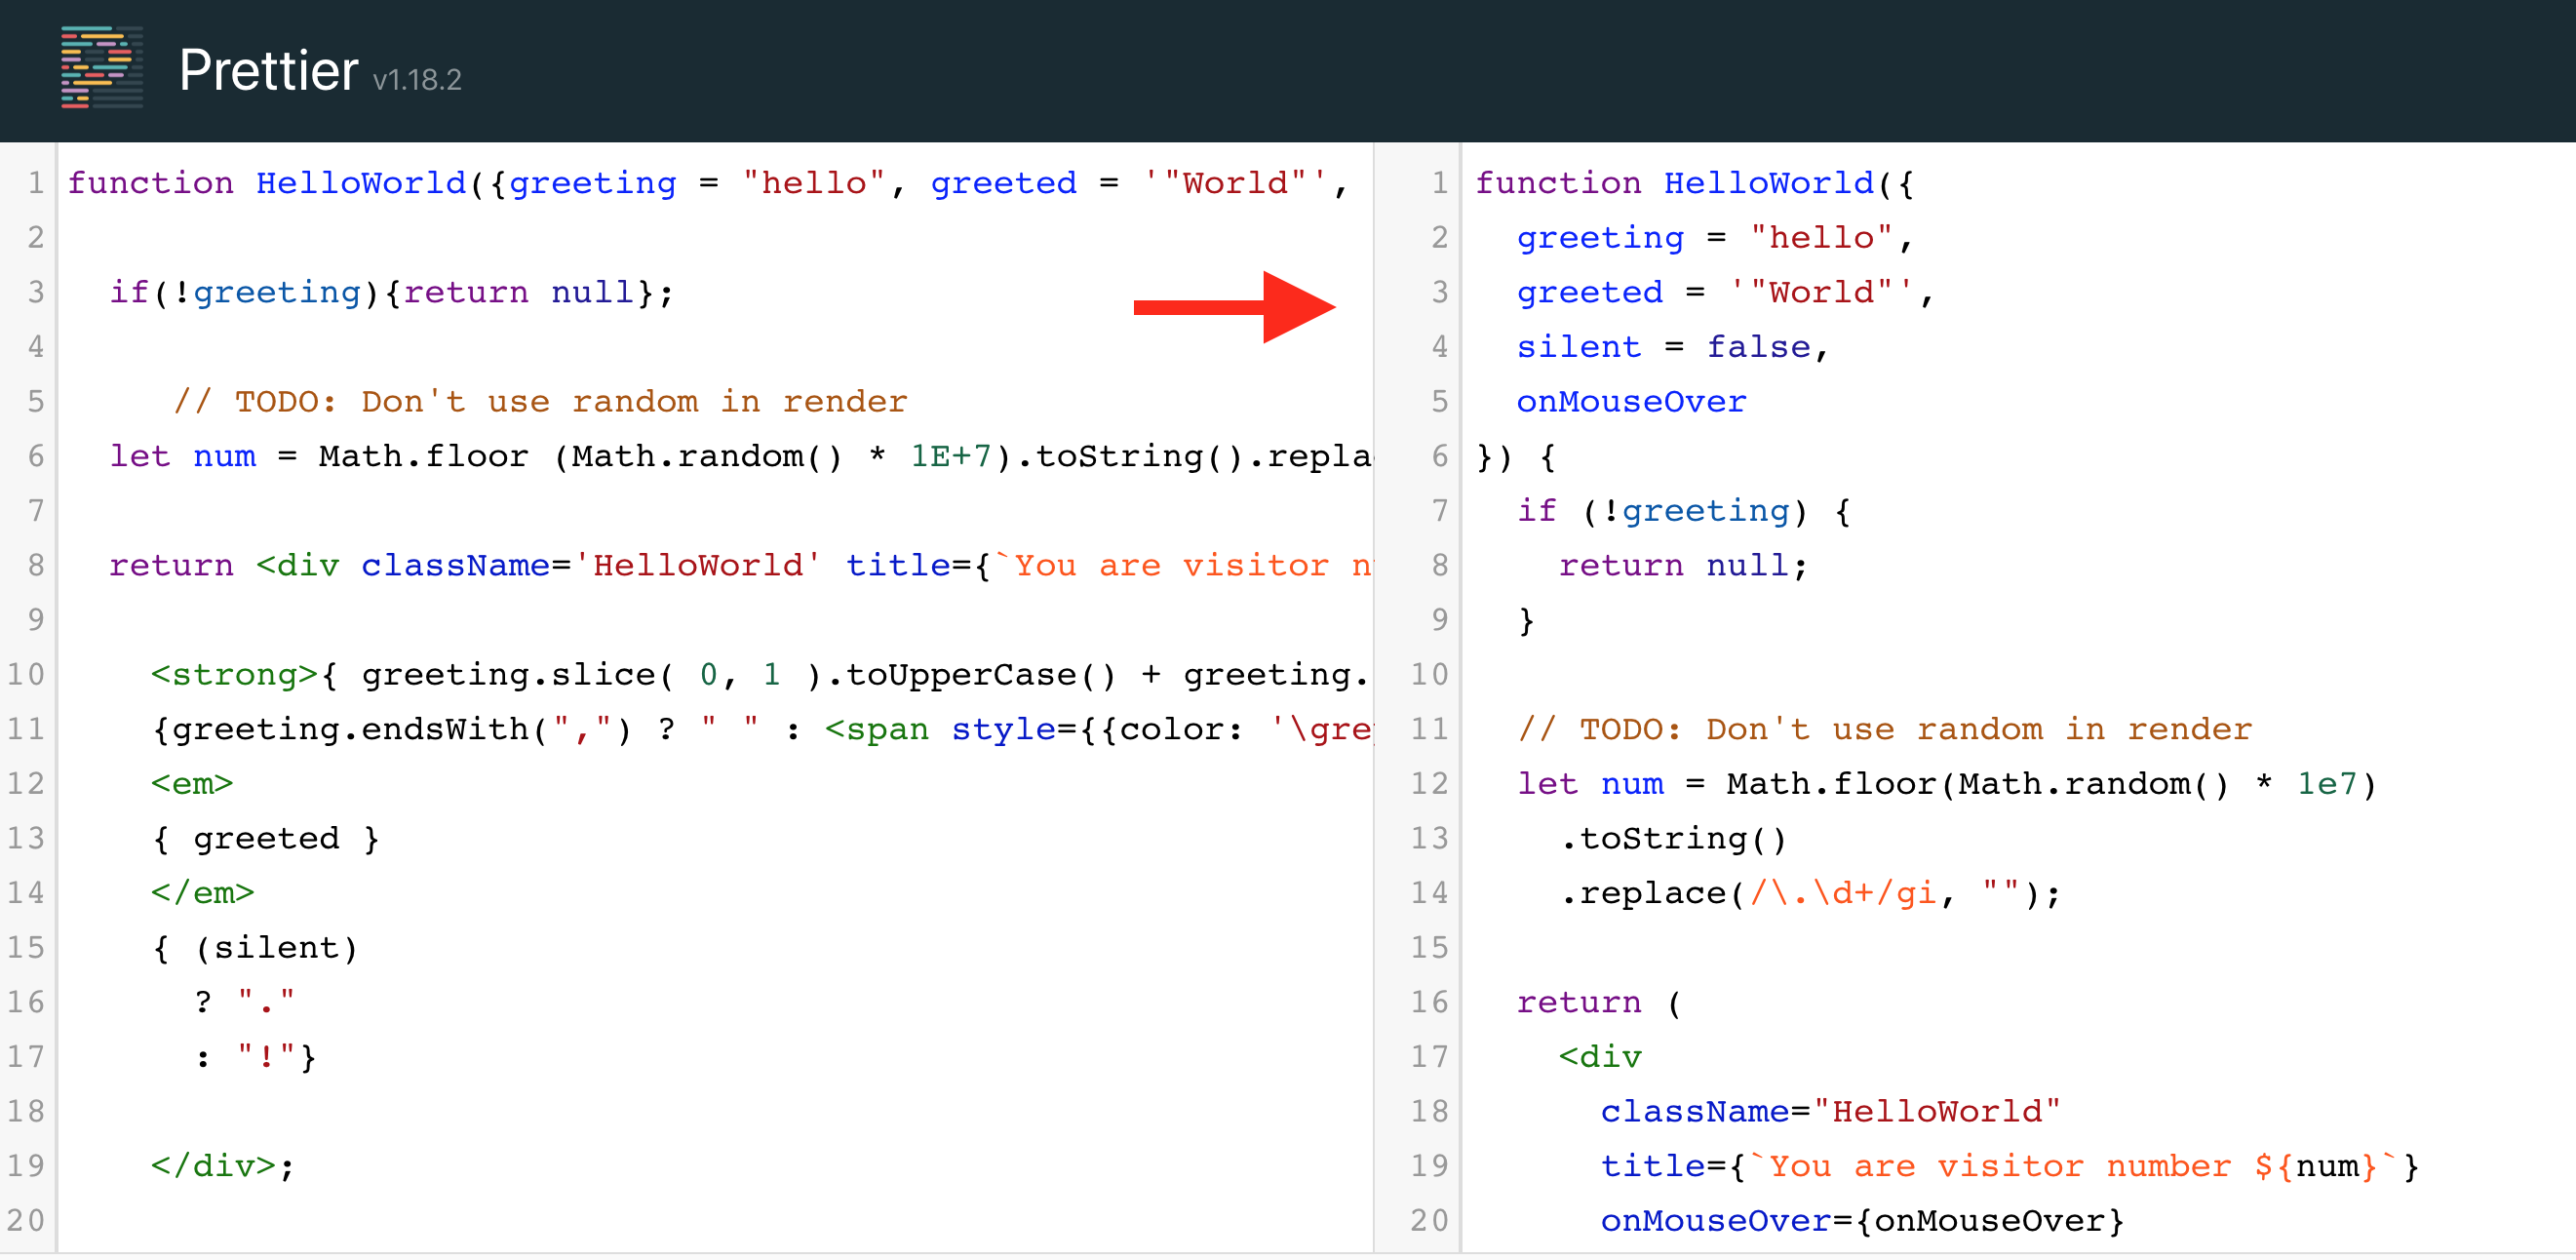 Prettier v1.18.2
1 function HelloWorld({greeting = "hello", greeted = '"World"',
2
3 if(!greeting){return null};
4
5 // TODO: Don't use random in render
6 let num = Math.floor (Math.random() * 1E+7).toString().repla
7
8 return <div className='HelloWorld' title={`You are visitor n
9
10 <strong>{ greeting.slice( 0, 1 ).toUpperCase() + greeting.
11 {greeting.endsWith(",") ? " " : <span style={{color: '\gre
12 <em>
13 { greeted }
14 </em>
15 { (silent)
16 ? "."
17 : "!"}
18
19 </div>;
20
1 function HelloWorld({
2 greeting = "hello",
3 greeted = '"World"',
4 silent = false,
5 onMouseOver
6 }) {
7 if (!greeting) {
8 return null;
9 }
10
11 // TODO: Don't use random in render
12 let num = Math.floor(Math.random() * 1e7)
13 .toString()
14 .replace(/\.\d+/gi, "");
15
16 return (
17 <div
18 className="HelloWorld"
19 title={`You are visitor number ${num}`}
20 onMouseOver={onMouseOver}